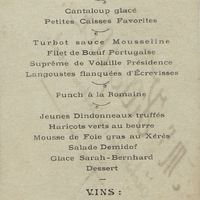 Cantaloup glacé
Petites Caisses Favorites
Turbot sauce Mousseline
Filet de Bœuf Portugaise
Suprême de Volaille Présidence
Langoustes flanquées d'Écrevisses
Punch à la Romaine
Jeunes Dindonneaux truffés
Haricots verts au beurre
Mousse de Foie gras au Xérès
Salade Demidof
Glace Sarah-Bernhard
Dessert
VINS :